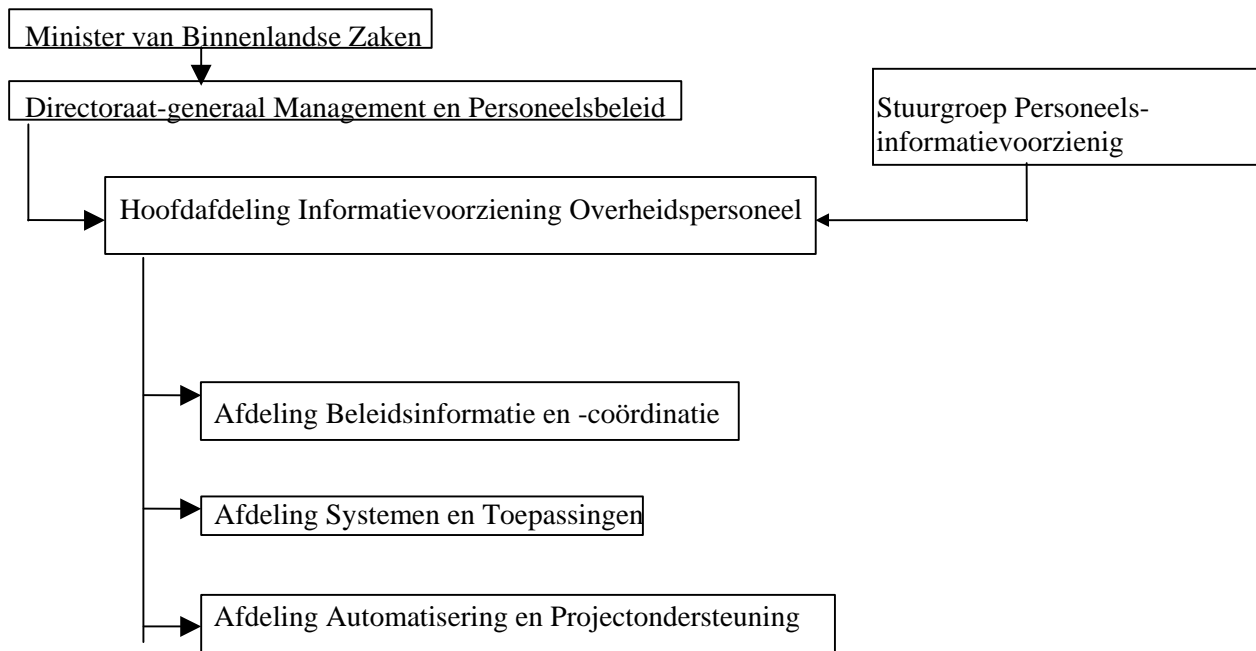 Minister van Binnenlandse Zaken
Directoraat-generaal Management en Personeelsbeleid
Stuurgroep Personeels-
informatievoorzienig
Hoofdafdeling Informatievoorziening Overheidspersoneel
Afdeling Beleidsinformatie en -coördinatie
Afdeling Systemen en Toepassingen
Afdeling Automatisering en Projectondersteuning